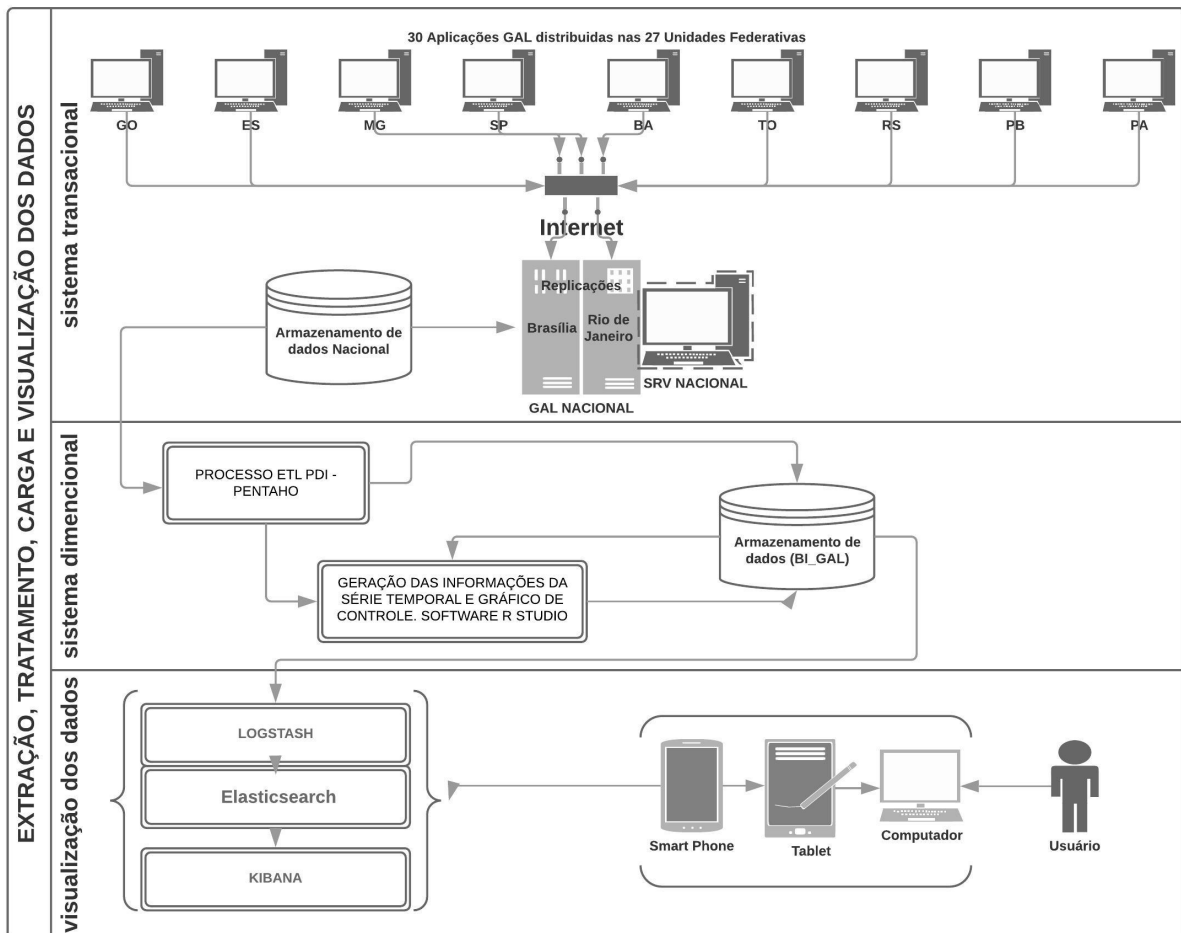 EXTRAÇÃO, TRATAMENTO, CARGA E VISUALIZAÇÃO DOS DADOS
sistema transacional
30 Aplicações GAL distribuidas nas 27 Unidades Federativas
GO
ES
MG
SP
BA
TO
RS
PB
PA
Internet
Replicações
Armazenamento de
dados Nacional
Brasília
Rio de
Janeiro
SRV NACIONAL
GAL NACIONAL
sistema dimencional
PROCESSO ETL PDI -
PENTAHO
Armazenamento de
dados (BI_GAL)
GERAÇÃO DAS INFORMAÇÕES DA
SÉRIE TEMPORAL E GRÁFICO DE
CONTROLE. SOFTWARE R STUDIO
visualização dos dados
LOGSTASH
Elasticsearch
KIBANA
Smart Phone
Tablet
Computador
Usuário